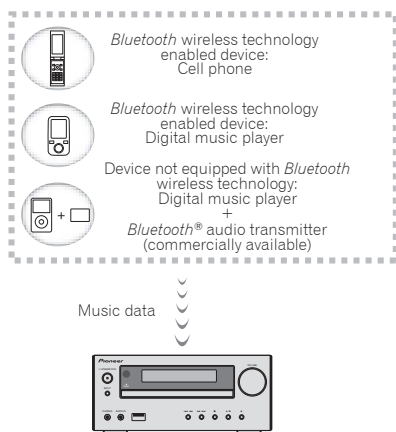 Bluetooth wireless technology
enabled device:
Cell phone
Bluetooth wireless technology
enabled device:
Digital music player
Device not equipped with Bluetooth
wireless technology:
Digital music player
+
Bluetooth® audio transmitter
(commercially available)
+
Music data
Pioneer